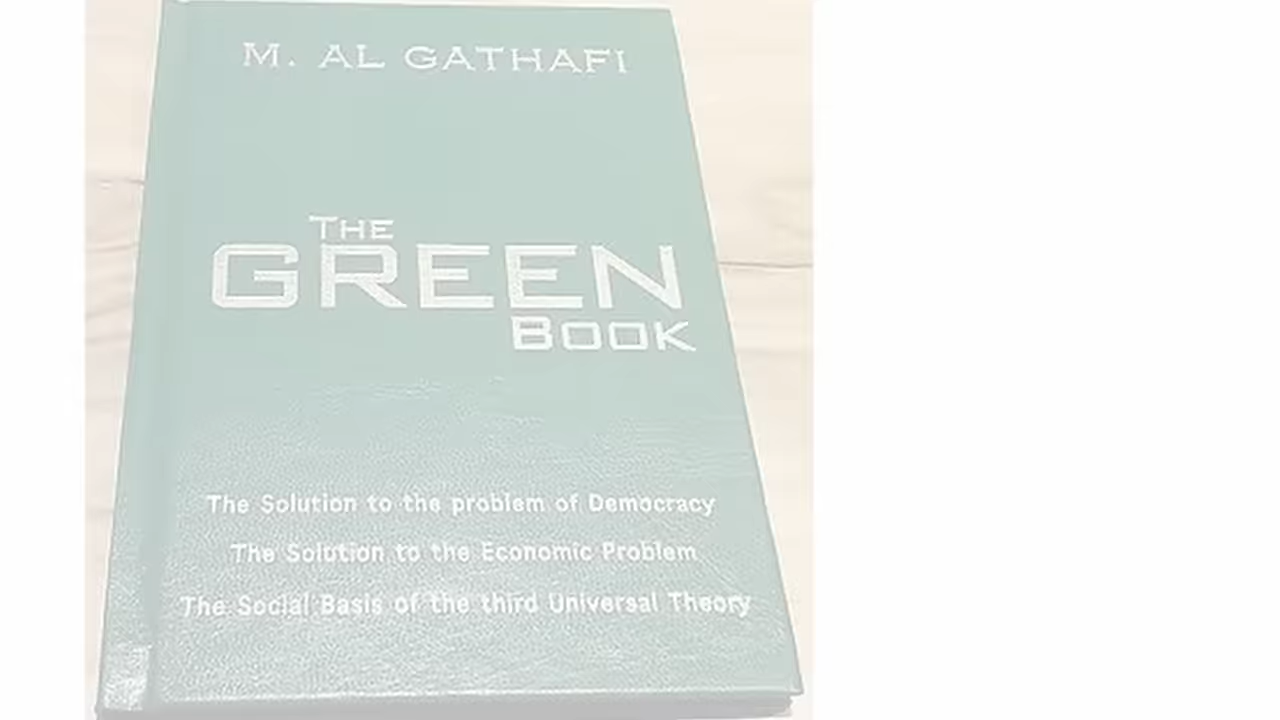 M. AL GATHAFI
THE
GREEN
BOOK
The Solution to the problem of Democracy
The Solution to the Economic Problem
The Social Basis of the third Universal Theory